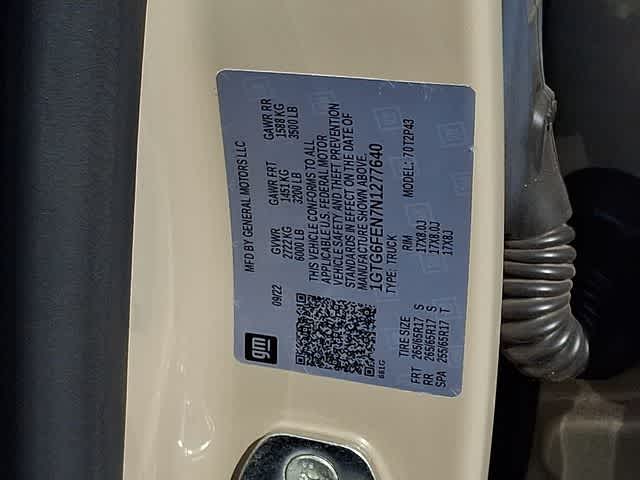 gm
MFD BY GENERAL MOTORS LLC
09/22 GVWR GAWR FRT GAWR RR
2722 KG 1451 KG 1588 KG
6000 LB 3200 LB 3500 LB
THIS VEHICLE CONFORMS TO ALL
APPLICABLE U.S. FEDERAL MOTOR
VEHICLE SAFETY AND THEFT PREVENTION
STANDARDS IN EFFECT ON THE DATE OF
MANUFACTURE SHOWN ABOVE.
1GTG6FEN7N1277640
TYPE: TRUCK MODEL: 70T2P43
661G
TIRE SIZE RIM
FRT 265/65R17 S 17X8.0J
RR 265/65R17 S 17X8.0J
SPA 255/65R17 T 17X8J